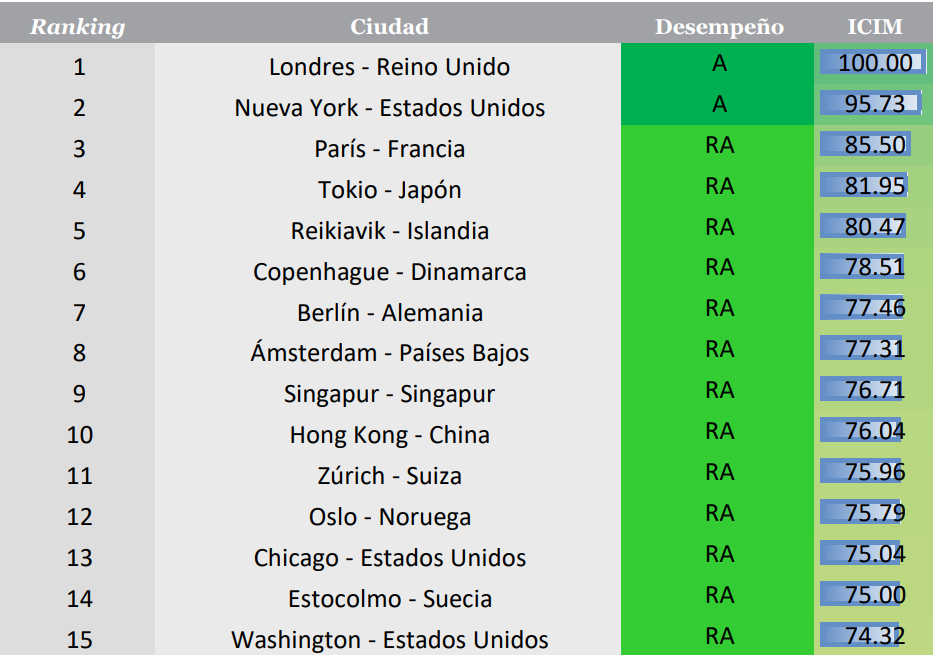 Ranking Ciudad Desempeño ICIM
1 Londres - Reino Unido A 100.00
2 Nueva York - Estados Unidos A 95.73
3 París - Francia RA 85.50
4 Tokio - Japón RA 81.95
5 Reikiavik - Islandia RA 80.47
6 Copenhague - Dinamarca RA 78.51
7 Berlín - Alemania RA 77.46
8 Ámsterdam - Países Bajos RA 77.31
9 Singapur - Singapur RA 76.71
10 Hong Kong - China RA 76.04
11 Zúrich - Suiza RA 75.96
12 Oslo - Noruega RA 75.79
13 Chicago - Estados Unidos RA 75.04
14 Estocolmo - Suecia RA 75.00
15 Washington - Estados Unidos RA 74.32